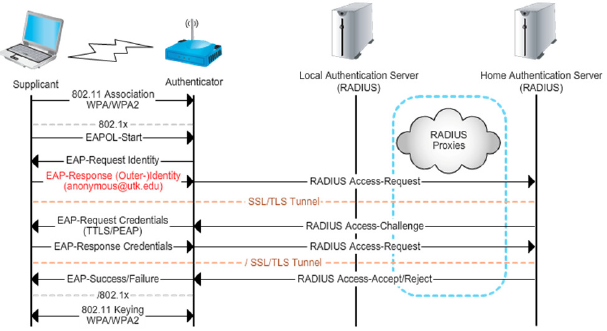 Supplicant
Authenticator
Local Authentication Server
(RADIUS)
Home Authentication Server
(RADIUS)
802.11 Association
WPA/WPA2
802.1x
EAPOL-Start
RADIUS
Proxies
EAP-Request Identity
EAP-Response (Outer-)Identity
(anonymous@utk.edu)
RADIUS Access-Request
SSL/TLS Tunnel
EAP-Request Credentials
(TTLS/PEAP)
RADIUS Access-Challenge
EAP-Response Credentials
RADIUS Access-Request
/ SSL/TLS Tunnel
EAP-Success/Failure
RADIUS Access-Accept/Reject
/802.1x
802.11 Keying
WPA/WPA2